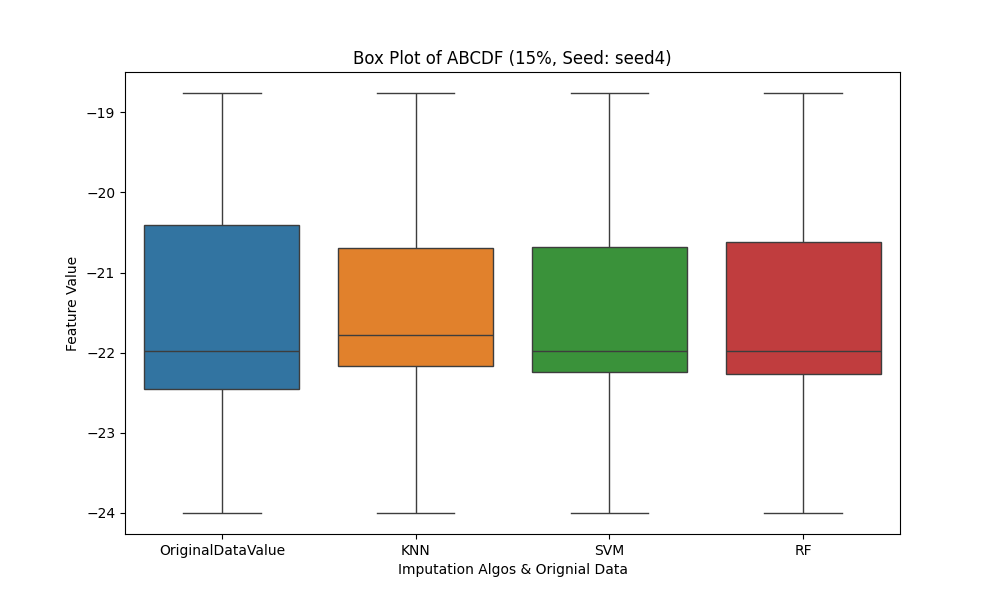 Box Plot of ABCDF (15%, Seed: seed4)
Feature Value
−19
−20
−21
−22
−23
−24
OriginalDataValue KNN SVM RF
Imputation Algos & Orignial Data